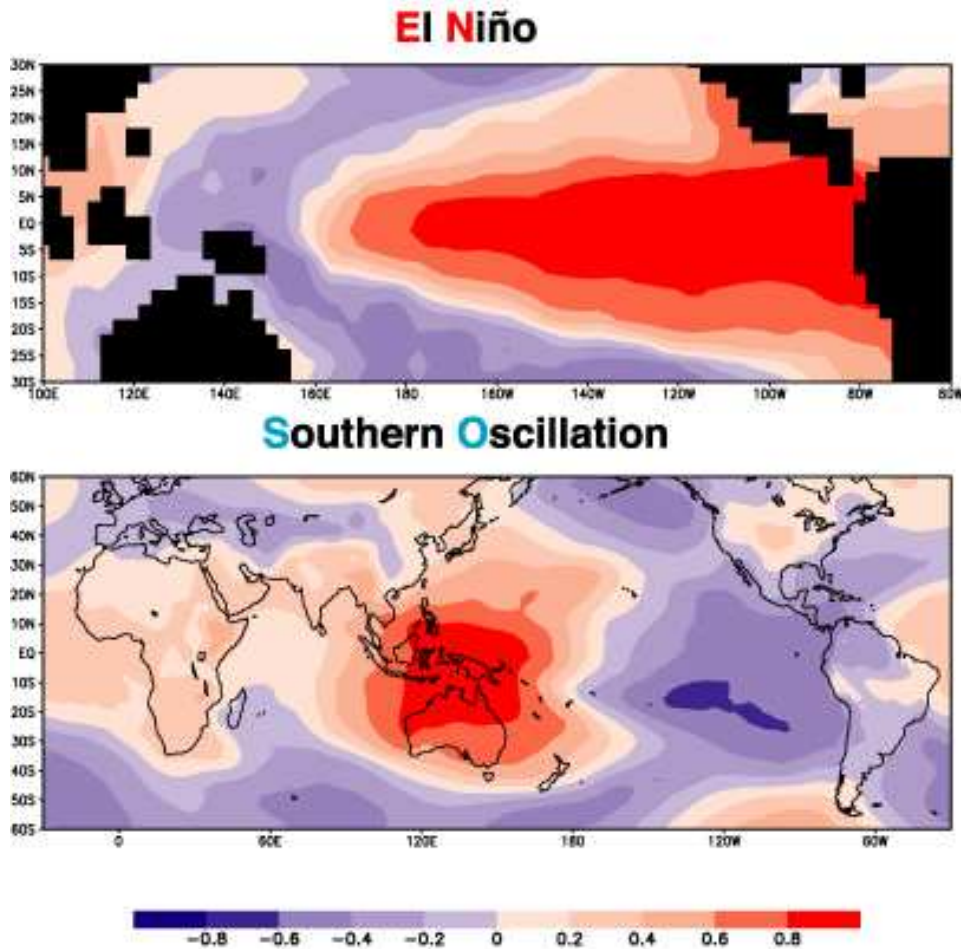 El Niño
30N
25N
20N
15N
10N
5N
EQ
5S
10S
15S
20S
25S
30S
100E 120E 140E 160E 180 160W 140W 120W 100W 80W 60W
Southern Oscillation
60N
50N
40N
30N
20N
10N
EQ
10S
20S
30S
40S
50S
60S
0 60E 120E 180 120W 60W
-0.8 -0.6 -0.4 -0.2 0 0.2 0.4 0.6 0.8